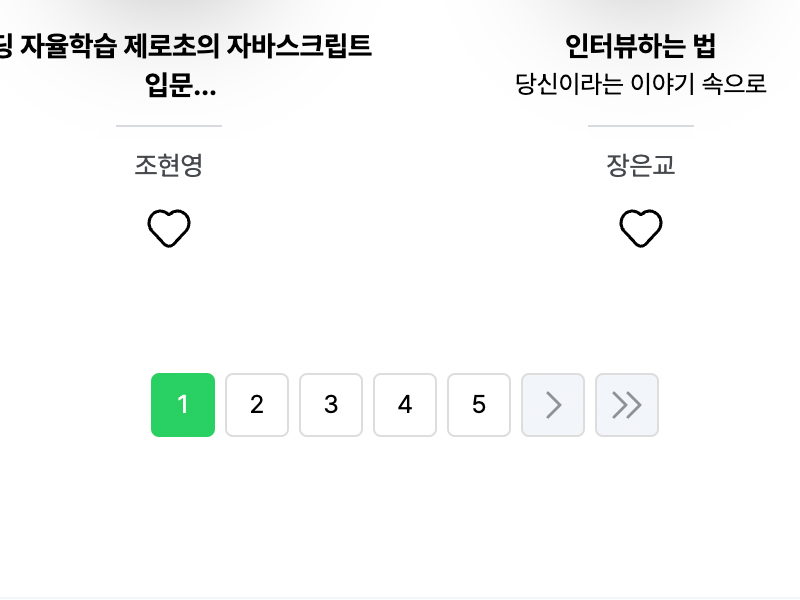 딩 자율학습 제로초의 자바스크립트
입문...
조현영
인터뷰하는 법
당신이라는 이야기 속으로
장은교
1 2 3 4 5